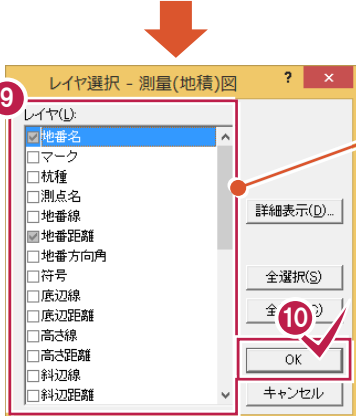 レイヤ選択 - 測量(地積)図
? ×
9
レイヤ(L):
地番名
マーク
杭種
測点名
地番線
地番距離
地番方向角
符号
底辺線
底辺距離
高さ線
高さ距離
斜辺線
斜辺距離
詳細表示(D)...
全選択(S)
10
OK
キャンセル